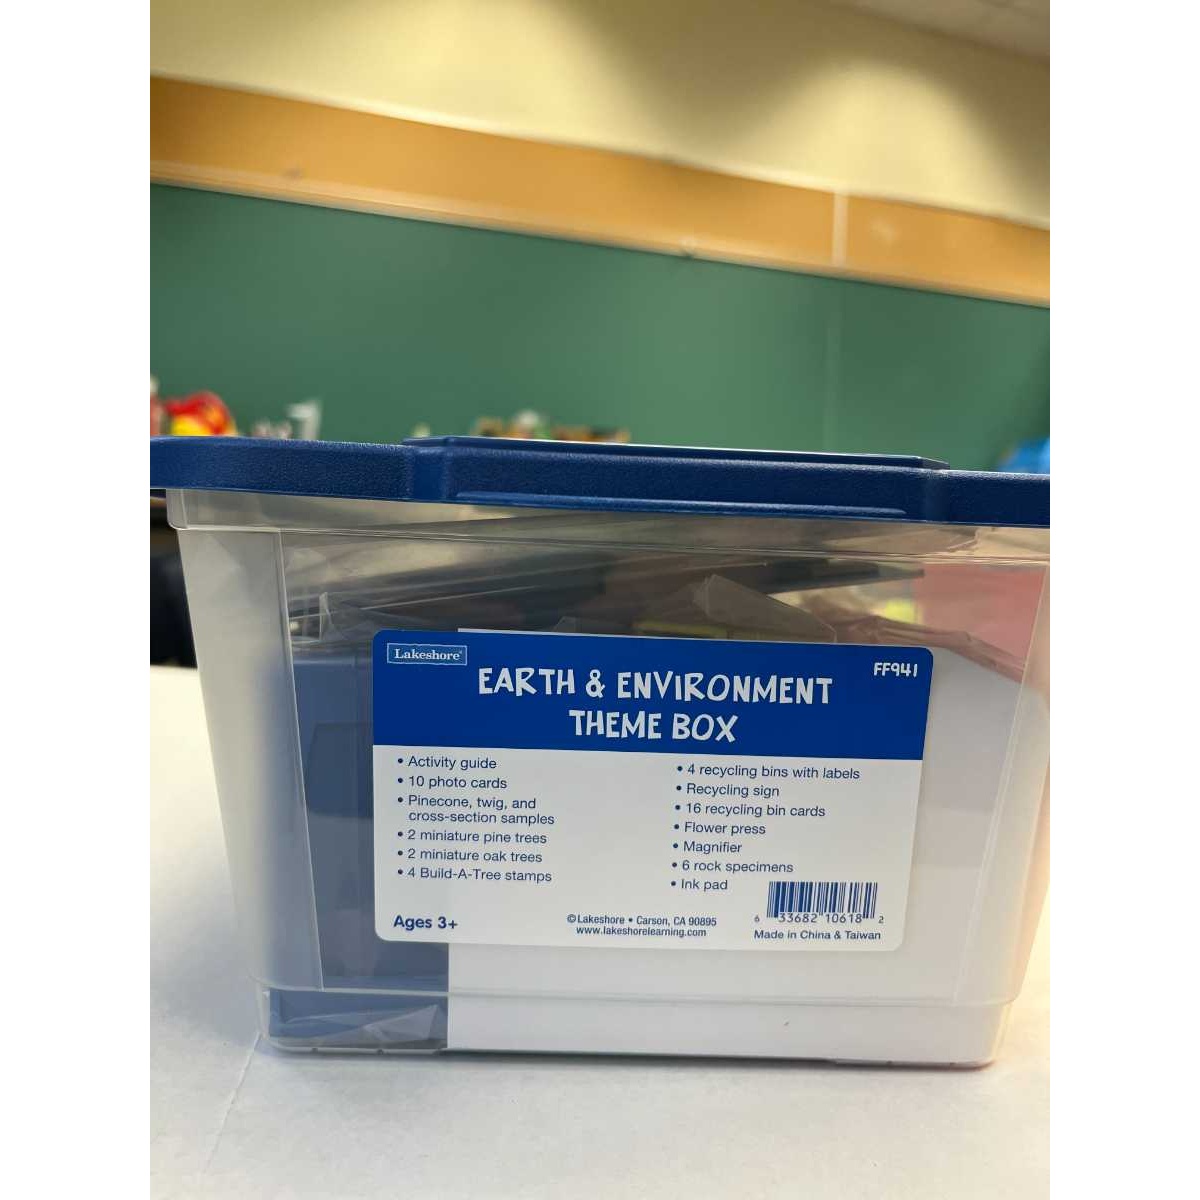 Lakeshore®
FF941
EARTH & ENVIRONMENT
THEME BOX
• Activity guide
• 10 photo cards
• Pinecone, twig, and
cross-section samples
• 2 miniature pine trees
• 2 miniature oak trees
• 4 Build-A-Tree stamps
• 4 recycling bins with labels
• Recycling sign
• 16 recycling bin cards
• Flower press
• Magnifier
• 6 rock specimens
• Ink pad
Ages 3+
© Lakeshore • Carson, CA 90895
www.lakeshorelearning.com
6 33682 10618 2
Made in China & Taiwan